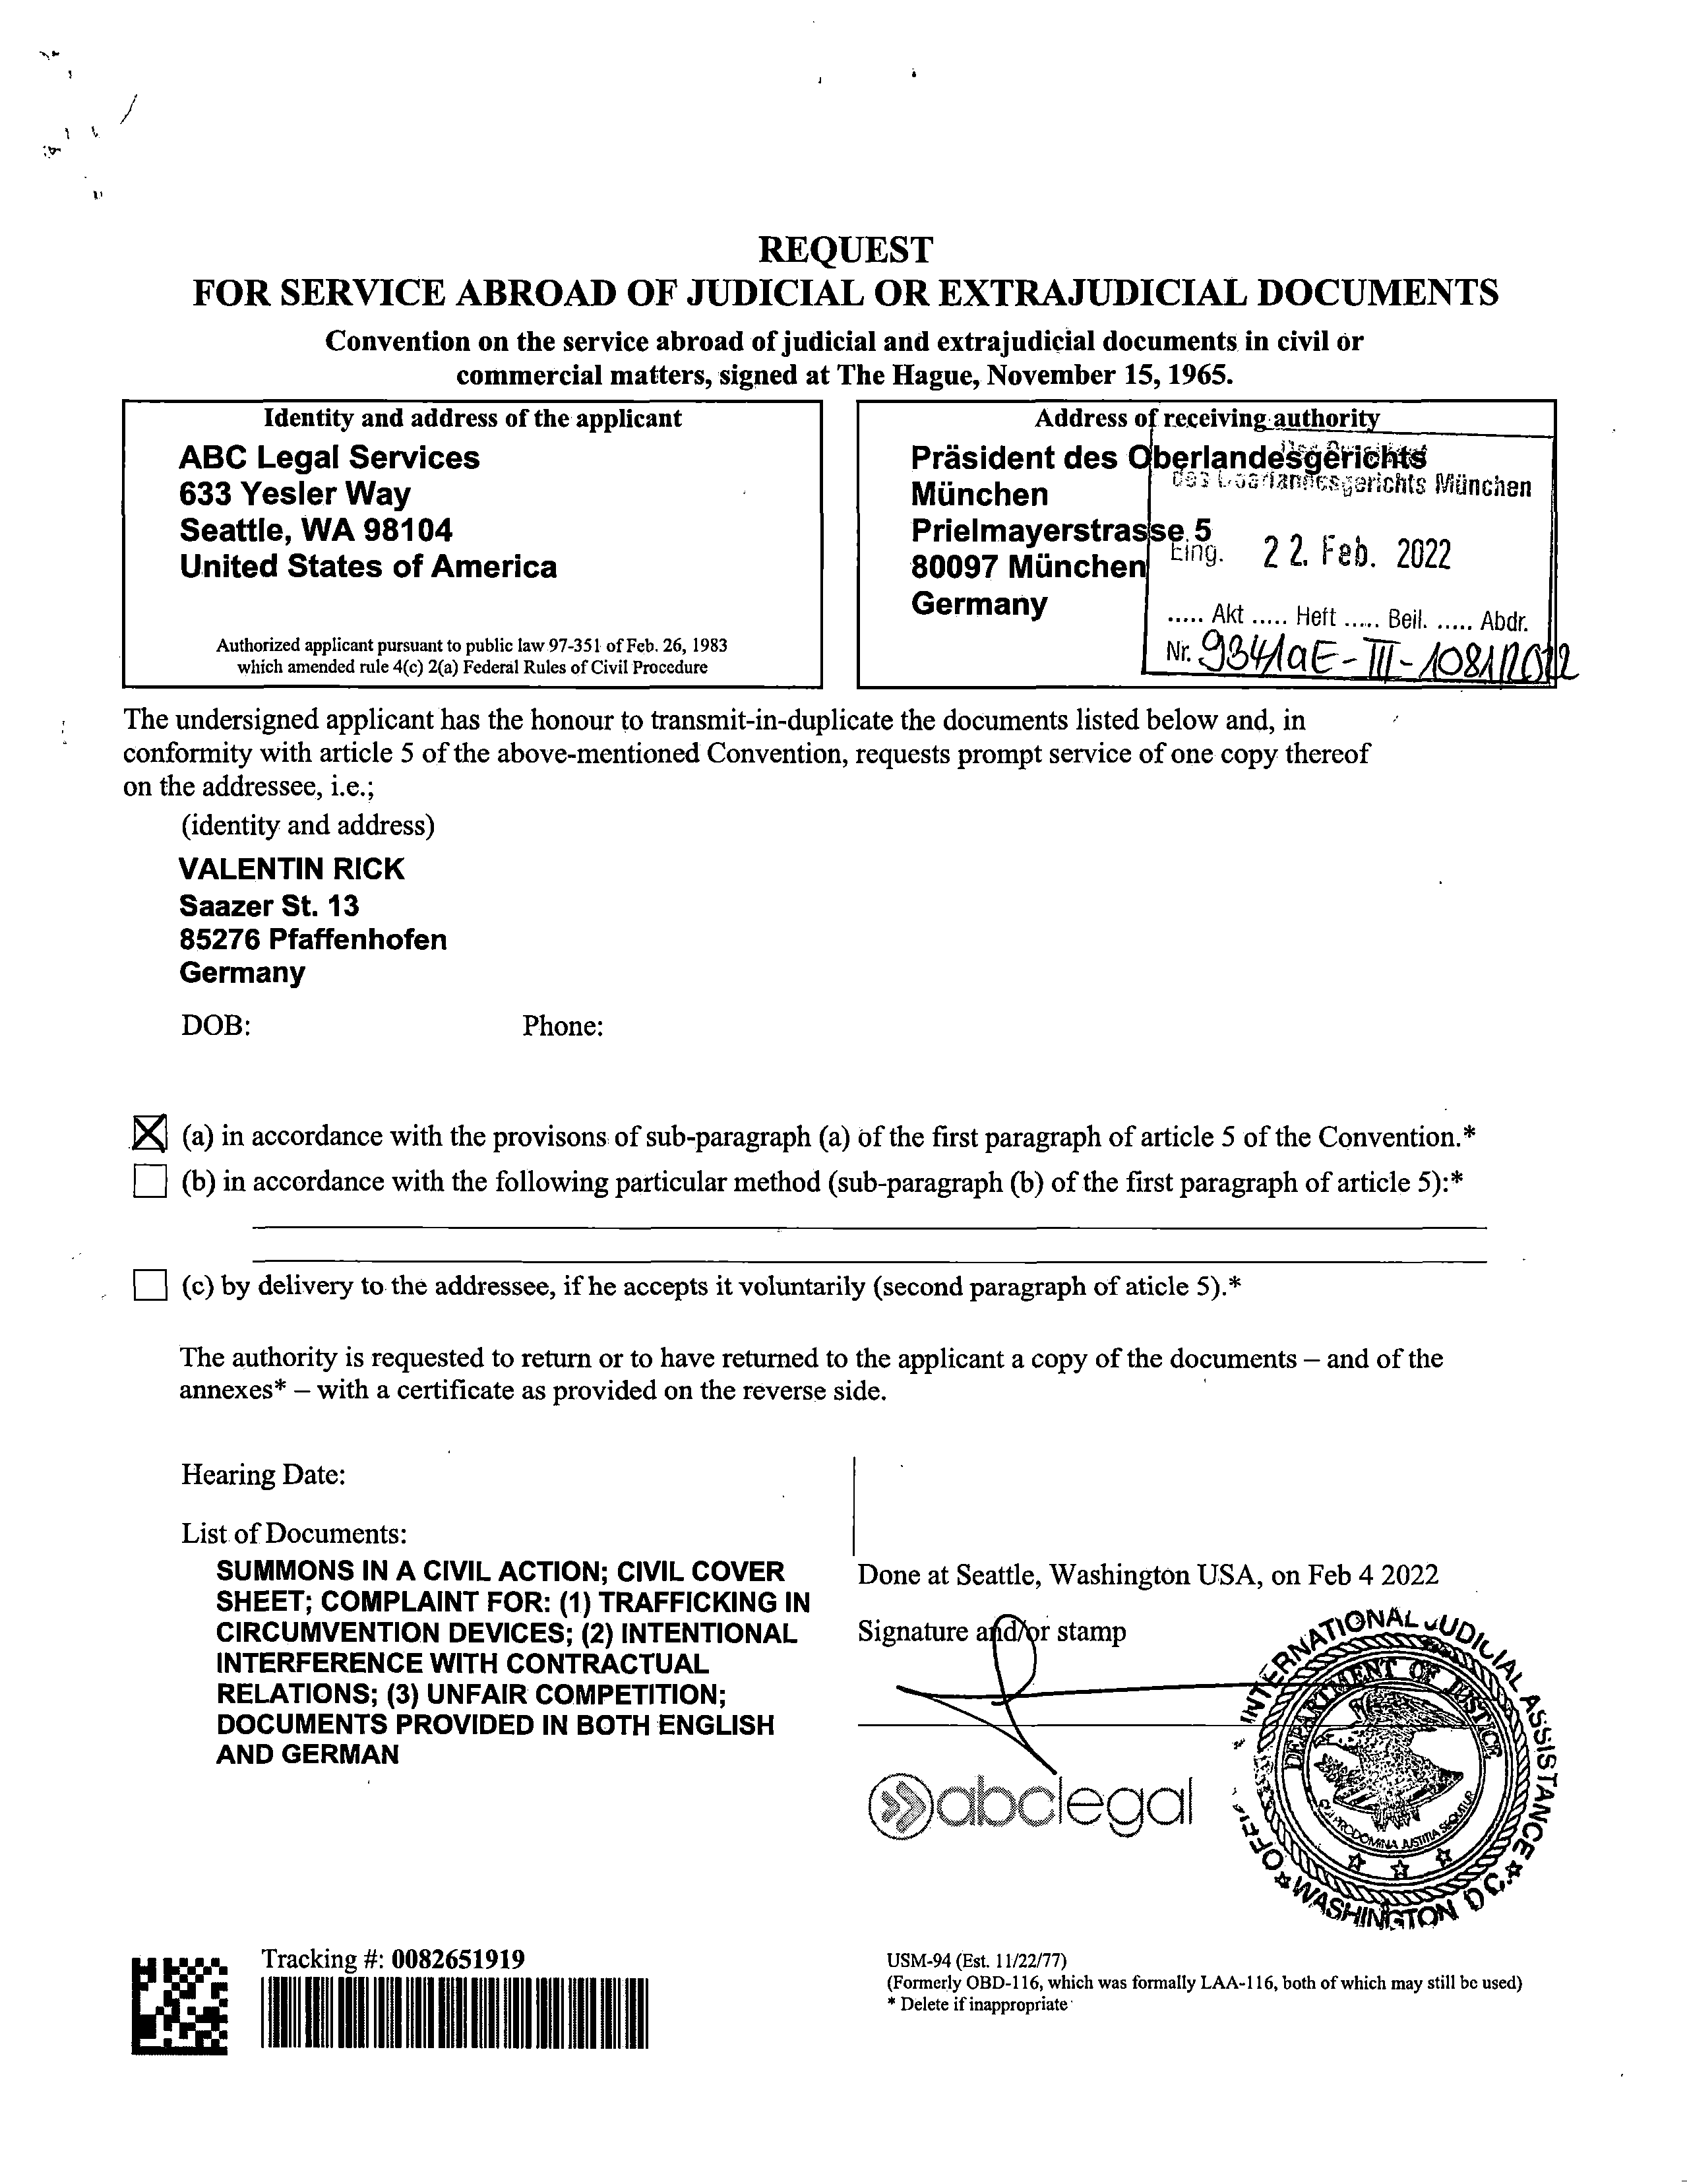 REQUEST
FOR SERVICE ABROAD OF JUDICIAL OR EXTRAJUDICIAL DOCUMENTS
Convention on the service abroad of judicial and extrajudicial documents in civil or
commercial matters, signed at The Hague, November 15, 1965.
Identity and address of the applicant
ABC Legal Services
633 Yesler Way
Seattle, WA 98104
United States of America
Authorized applicant pursuant to public law 97-351 of Feb. 26, 1983
which amended rule 4(c) 2(a) Federal Rules of Civil Procedure
Address of receiving authority
Präsident des Oberlandesgerichts
München
Prielmayerstrasse 5
80097 München
Germany
des Oberlandesgerichts München
Eing. 22. Feb. 2022
..... Akt ..... Heft ..... Beil. ..... Abdr.
Nr. 9341aE-III-1081/2022
The undersigned applicant has the honour to transmit-in-duplicate the documents listed below and, in
conformity with article 5 of the above-mentioned Convention, requests prompt service of one copy thereof
on the addressee, i.e.;
(identity and address)
VALENTIN RICK
Saazer St. 13
85276 Pfaffenhofen
Germany
DOB: Phone:
(a) in accordance with the provisons of sub-paragraph (a) of the first paragraph of article 5 of the Convention.*
(b) in accordance with the following particular method (sub-paragraph (b) of the first paragraph of article 5):*
(c) by delivery to the addressee, if he accepts it voluntarily (second paragraph of aticle 5).*
The authority is requested to return or to have returned to the applicant a copy of the documents – and of the
annexes* – with a certificate as provided on the reverse side.
Hearing Date:
List of Documents:
SUMMONS IN A CIVIL ACTION; CIVIL COVER
SHEET; COMPLAINT FOR: (1) TRAFFICKING IN
CIRCUMVENTION DEVICES; (2) INTENTIONAL
INTERFERENCE WITH CONTRACTUAL
RELATIONS; (3) UNFAIR COMPETITION;
DOCUMENTS PROVIDED IN BOTH ENGLISH
AND GERMAN
Done at Seattle, Washington USA, on Feb 4 2022
Signature and/or stamp
abclegal
INTERNATIONAL JUDICIAL ASSISTANCE
WASHINGTON D.C.
DEPARTMENT OF JUSTICE
Tracking #: 0082651919
USM-94 (Est. 11/22/77)
(Formerly OBD-116, which was formally LAA-116, both of which may still be used)
* Delete if inappropriate